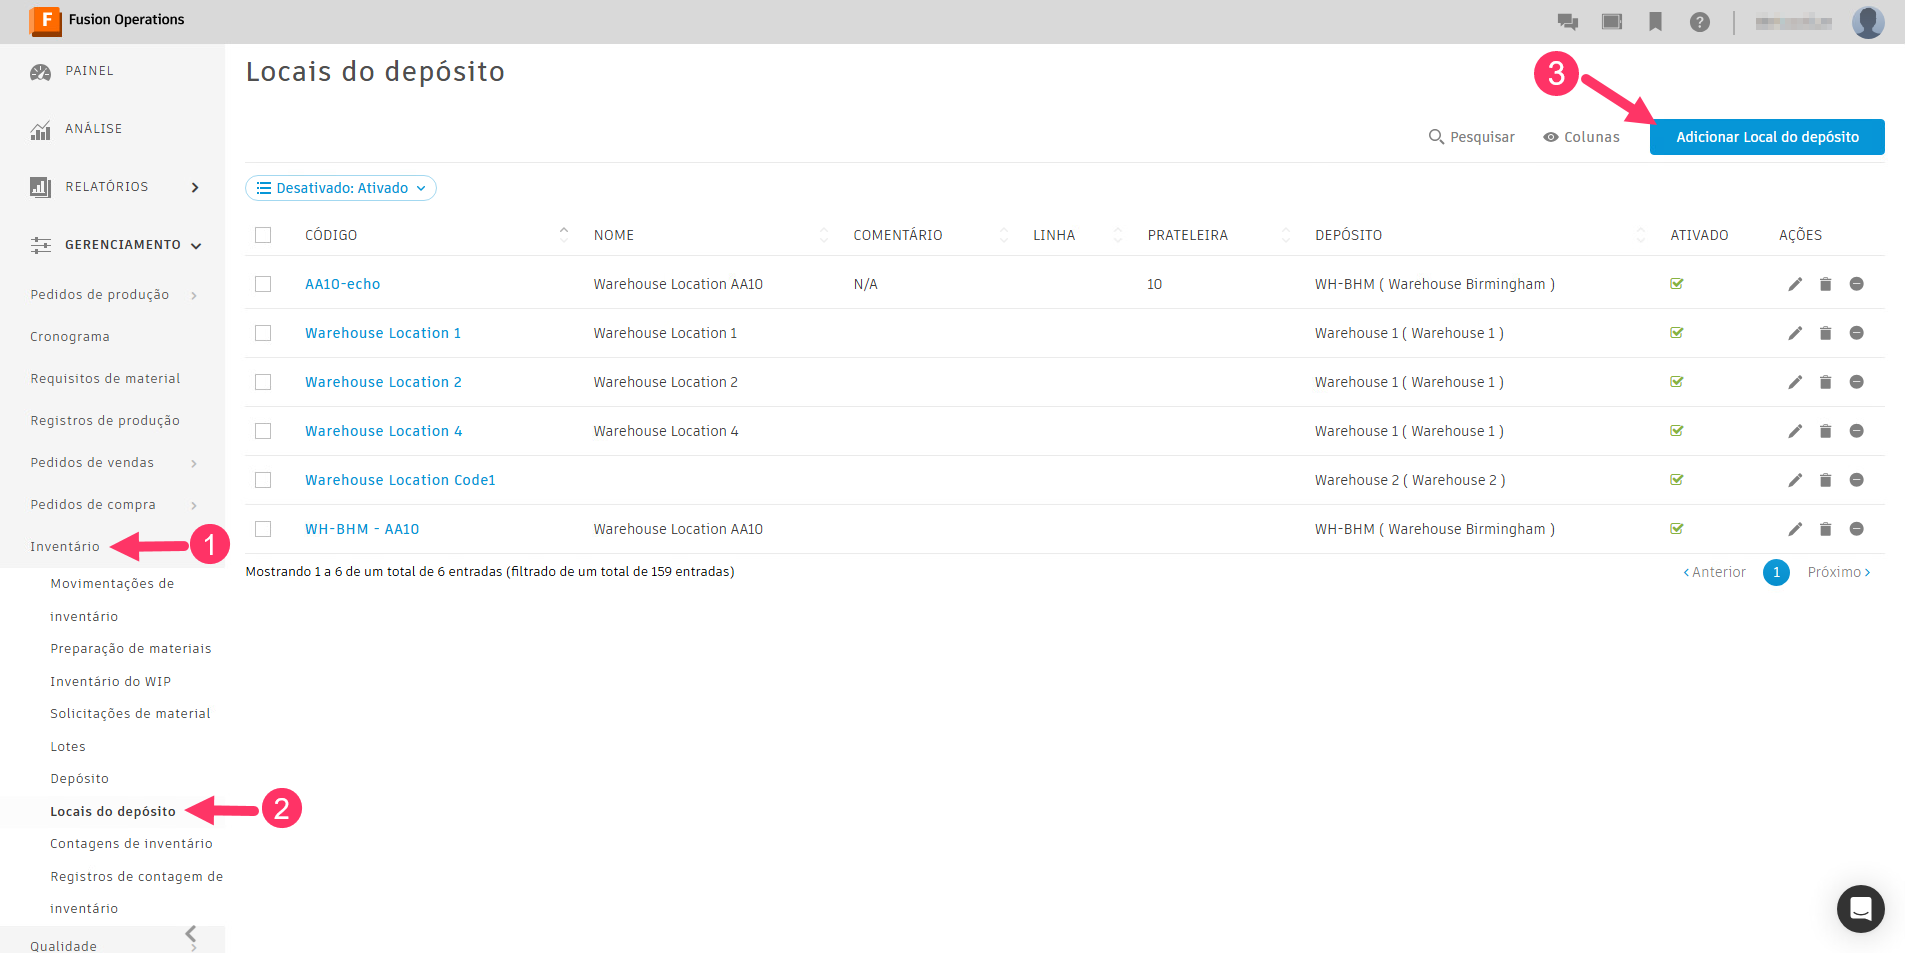 F Fusion Operations
?
PAINEL
ANÁLISE
RELATÓRIOS
GERENCIAMENTO
Pedidos de produção
Cronograma
Requisitos de material
Registros de produção
Pedidos de vendas
Pedidos de compra
Inventário
1
Movimentações de
inventário
Preparação de materiais
Inventário do WIP
Solicitações de material
Lotes
Depósito
Locais do depósito
2
Contagens de inventário
Registros de contagem de
inventário
Qualidade
Locais do depósito
3
Pesquisar Colunas Adicionar Local do depósito
Desativado: Ativado
CÓDIGO NOME COMENTÁRIO LINHA PRATELEIRA DEPÓSITO ATIVADO AÇÕES
AA10-echo Warehouse Location AA10 N/A 10 WH-BHM ( Warehouse Birmingham )
Warehouse Location 1 Warehouse Location 1 Warehouse 1 ( Warehouse 1 )
Warehouse Location 2 Warehouse Location 2 Warehouse 1 ( Warehouse 1 )
Warehouse Location 4 Warehouse Location 4 Warehouse 1 ( Warehouse 1 )
Warehouse Location Code1 Warehouse 2 ( Warehouse 2 )
WH-BHM - AA10 Warehouse Location AA10 WH-BHM ( Warehouse Birmingham )
Mostrando 1 a 6 de um total de 6 entradas (filtrado de um total de 159 entradas)
Anterior 1 Próximo